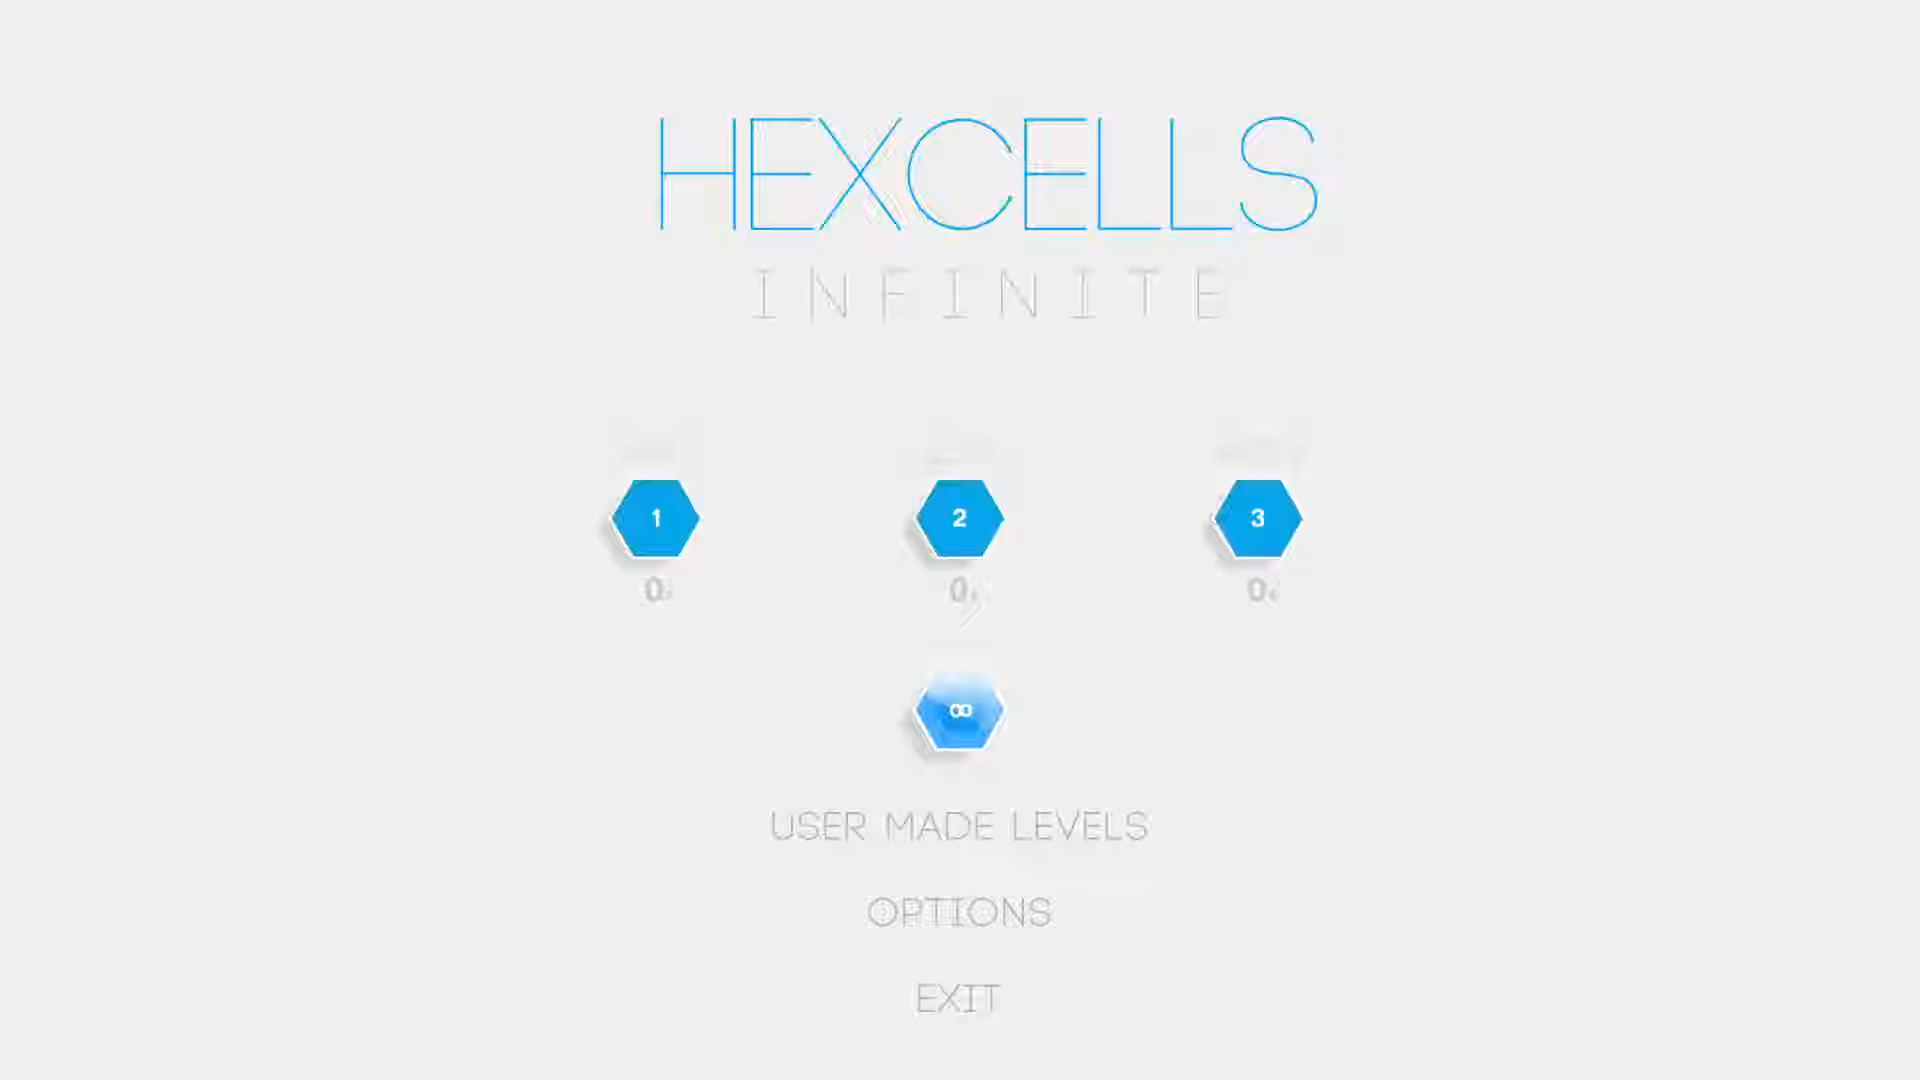 HEXCELLS
INFINITE
1 2 3
0 0 0
∞
USER MADE LEVELS
OPTIONS
EXIT